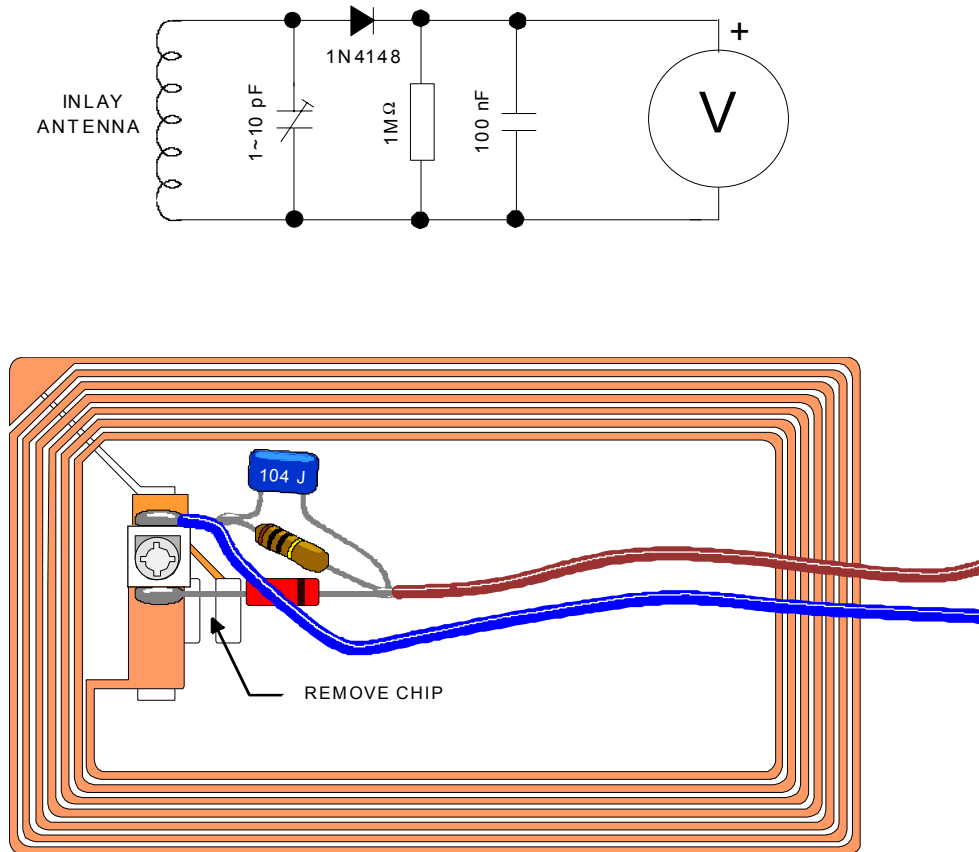 1N4148
+
INLAY
ANTENNA
1~10 pF
1MΩ
100 nF
V
104 J
REMOVE CHIP